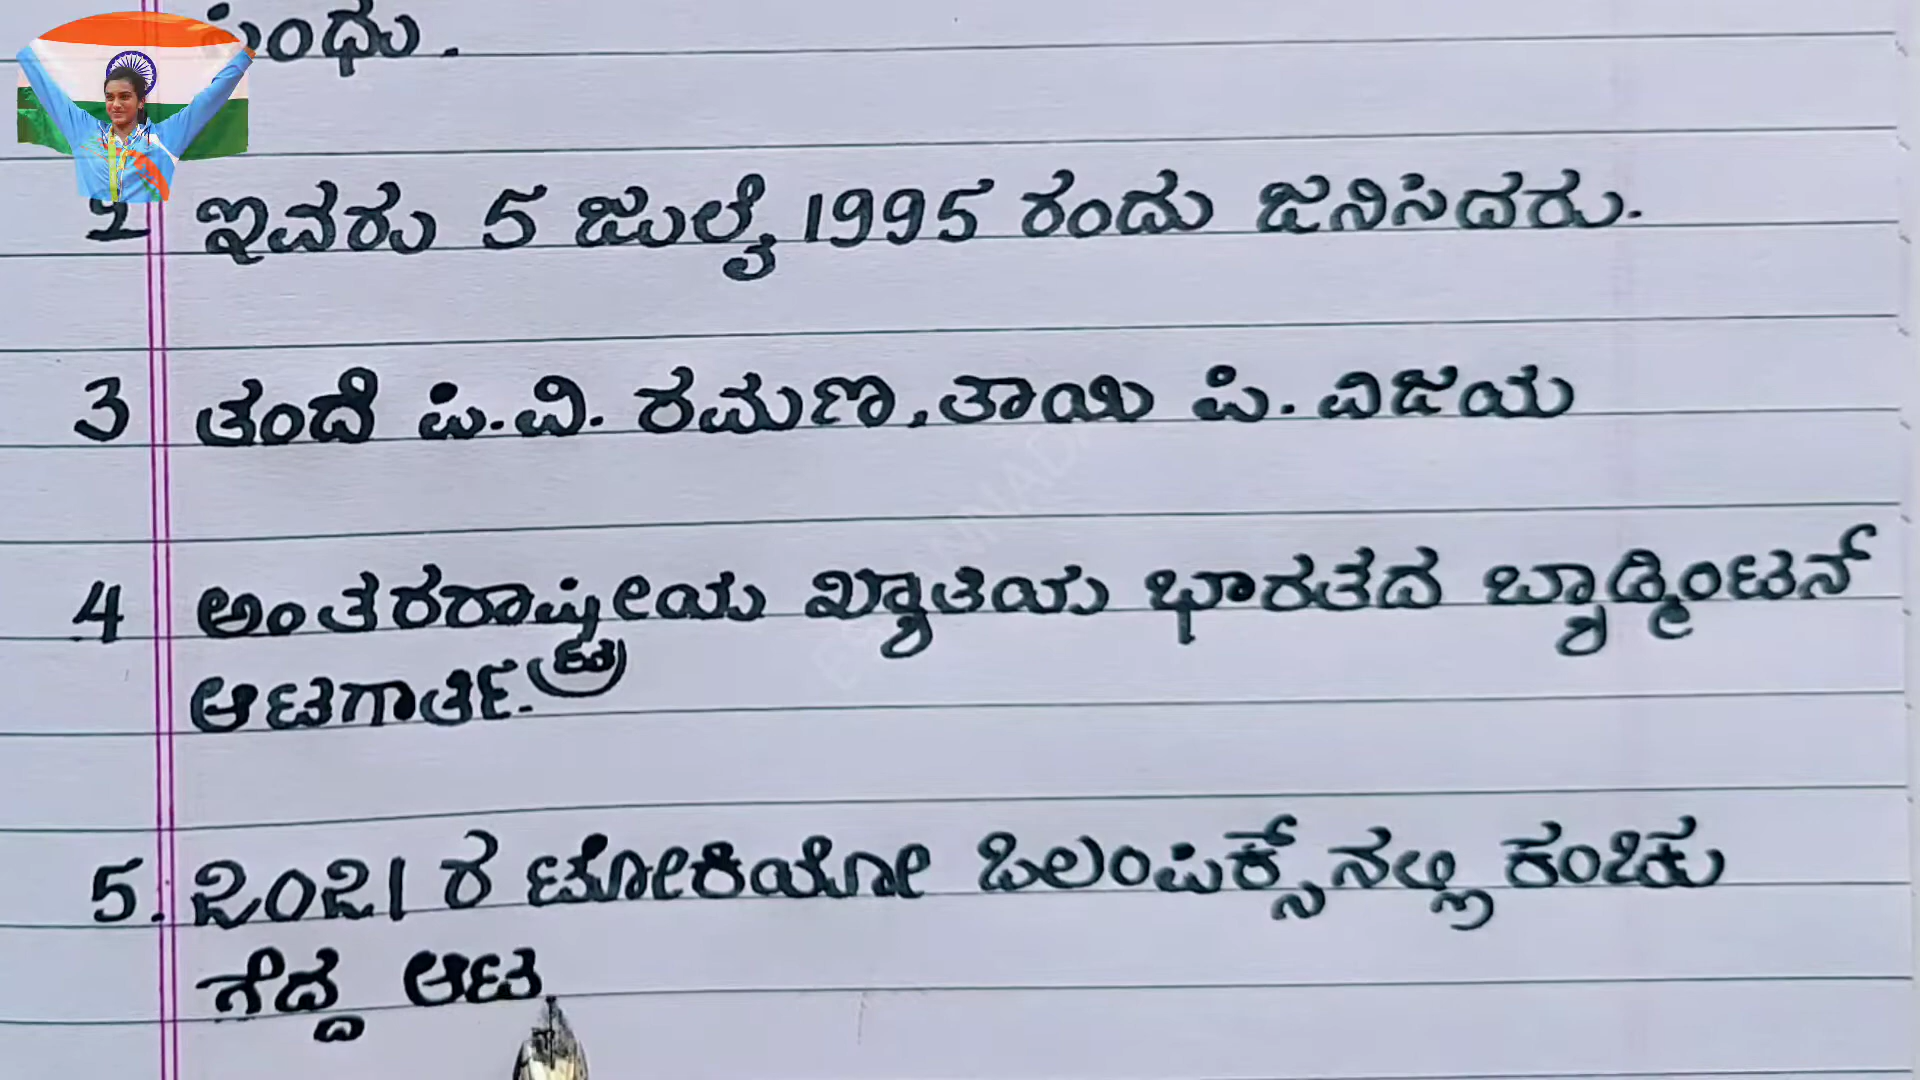 ಸಿಂಧು.
2 ಇವರು 5 ಜುಲೈ 1995 ರಂದು ಜನಿಸಿದರು.
3 ತಂದೆ ಪಿ.ವಿ. ರಮಣ, ತಾಯಿ ಪಿ. ವಿಜಯ
4 ಅಂತರರಾಷ್ಟ್ರೀಯ ಖ್ಯಾತಿಯ ಭಾರತದ ಬ್ಯಾಡ್ಮಿಂಟನ್
ಆಟಗಾರ್ತಿ. ಷ್ಟ್ರ
5. 2021 ರ ಟೋಕಿಯೋ ಒಲಂಪಿಕ್ಸ್‌ನಲ್ಲಿ ಕಂಚು
ಗೆದ್ದ ಆಟ